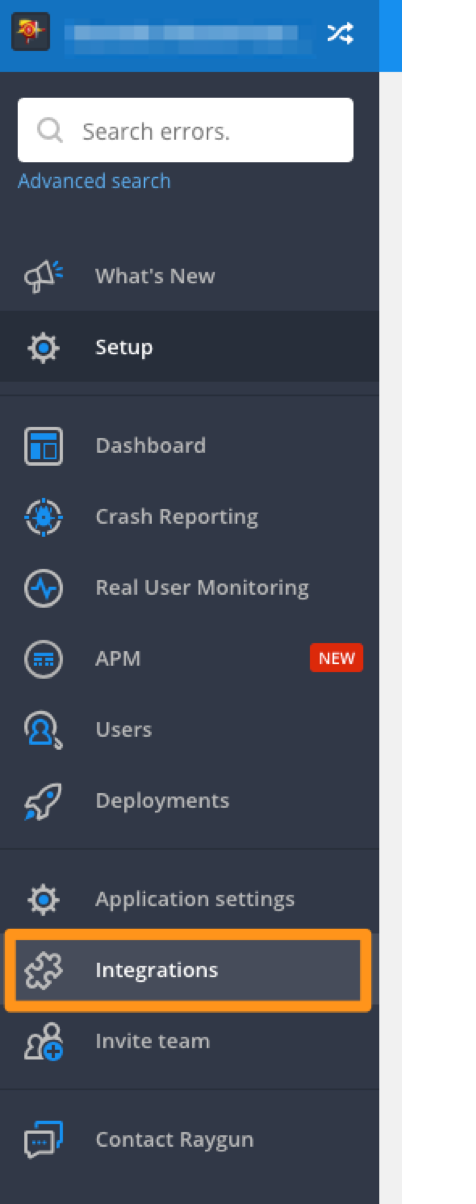 Search errors.
Advanced search
What's New
Setup
Dashboard
Crash Reporting
Real User Monitoring
APM NEW
Users
Deployments
Application settings
Integrations
Invite team
Contact Raygun